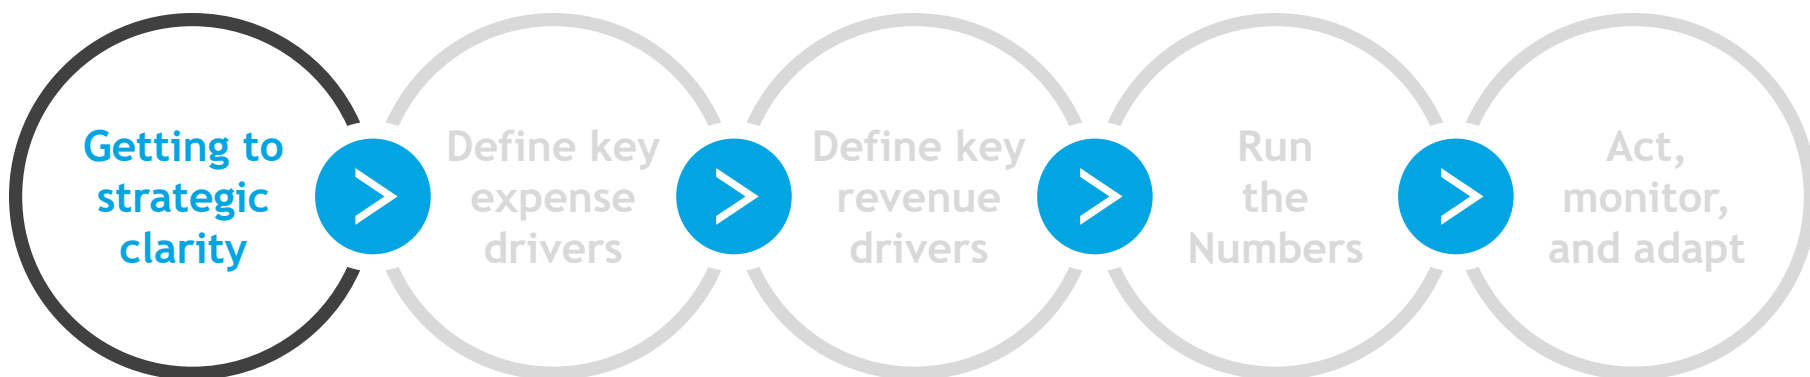 Getting to
strategic
clarity
Define key
expense
drivers
Define key
revenue
drivers
Run
the
Numbers
Act,
monitor,
and adapt